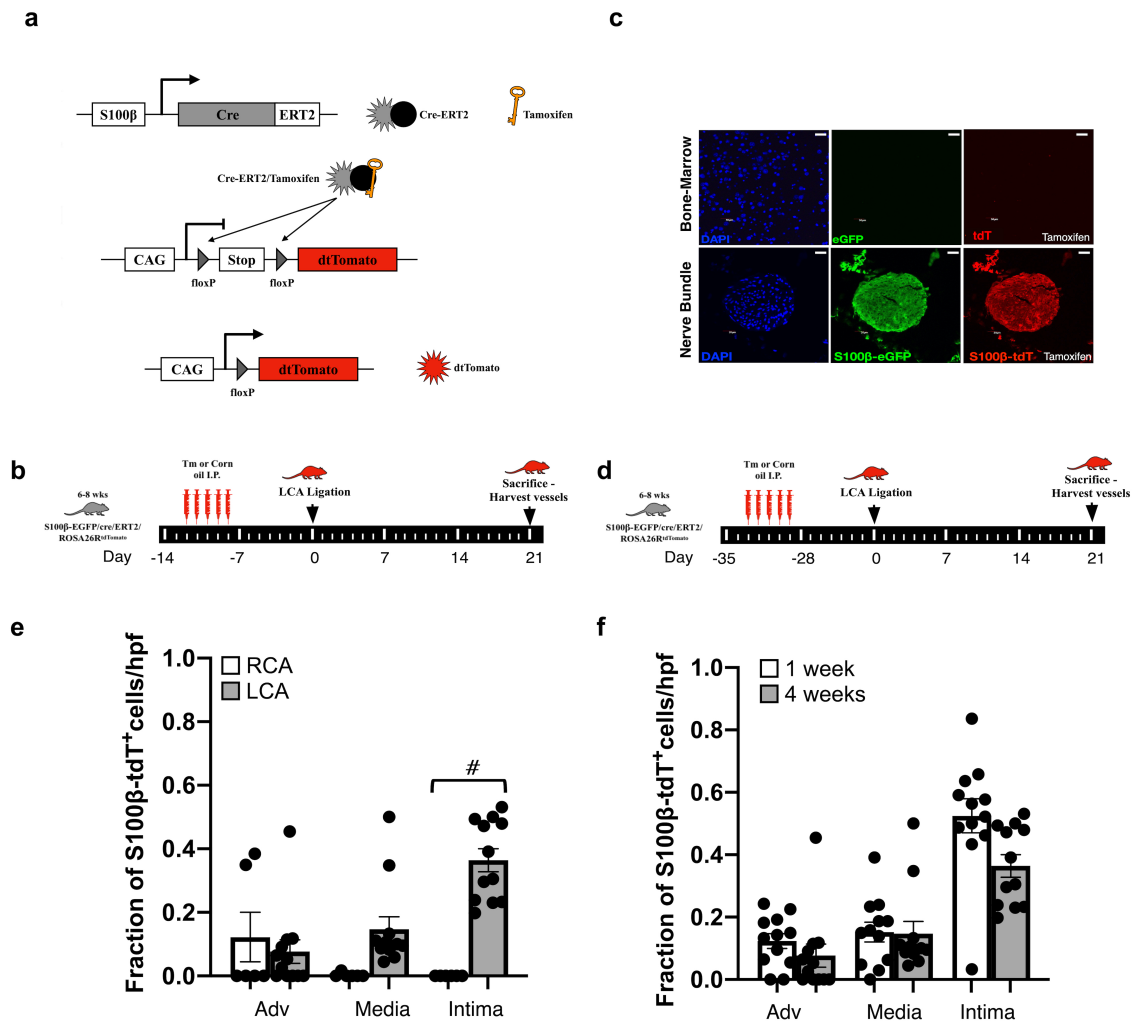 a
S100β
Cre
ERT2
Cre-ERT2
Tamoxifen
Cre-ERT2/Tamoxifen
CAG
Stop
dtTomato
floxP
floxP
CAG
dtTomato
dtTomato
floxP
c
Bone-Marrow
DAPI
eGFP
tdT
Tamoxifen
Nerve Bundle
DAPI
S100β-eGFP
S100β-tdT
Tamoxifen
b
6-8 wks
S100β-EGFP/cre/ERT2/
ROSA26RtdTomato
Tm or Corn
oil I.P.
LCA Ligation
Sacrifice -
Harvest vessels
Day
-14 -7 0 7 14 21
d
6-8 wks
S100β-EGFP/cre/ERT2/
ROSA26RtdTomato
Tm or Corn
oil I.P.
LCA Ligation
Sacrifice -
Harvest vessels
Day
-35 -28 0 7 14 21
e
Fraction of S100β-tdT+cells/hpf
1.0
0.8
0.6
0.4
0.2
0.0
RCA
LCA
#
Adv Media Intima
f
Fraction of S100β-tdT+cells/hpf
1.0
0.8
0.6
0.4
0.2
0.0
1 week
4 weeks
Adv Media Intima